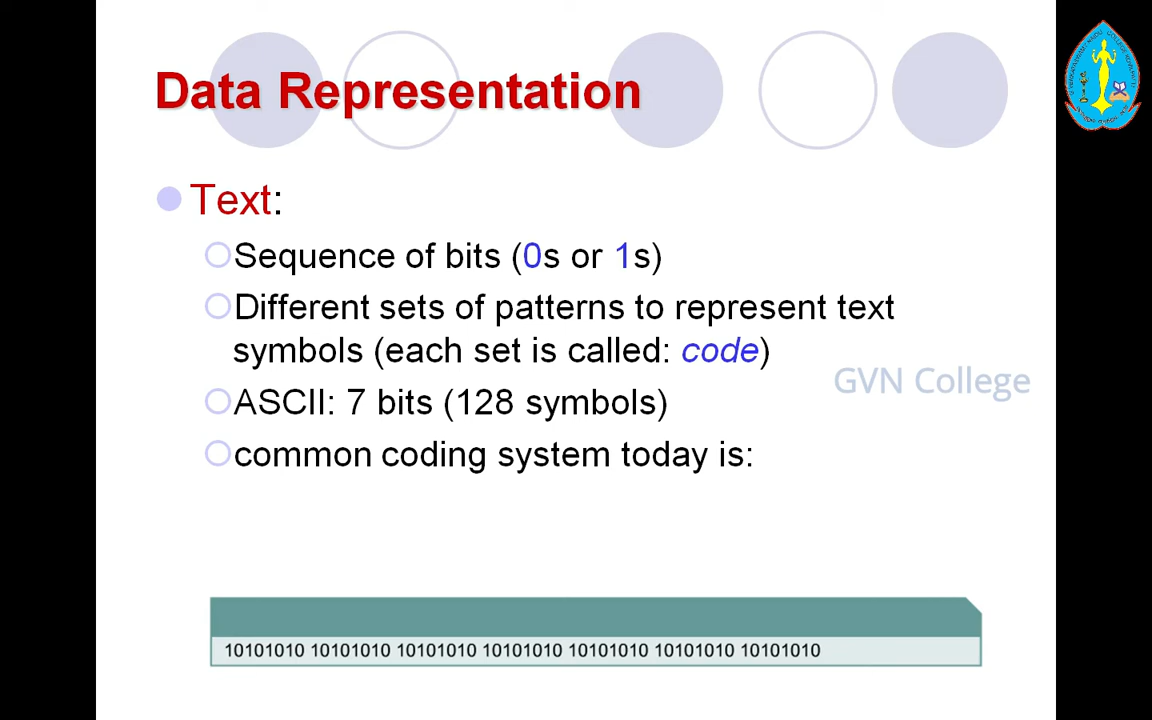 Data Representation
Text:
Sequence of bits (0s or 1s)
Different sets of patterns to represent text
symbols (each set is called: code)
GVN College
ASCII: 7 bits (128 symbols)
common coding system today is:
10101010 10101010 10101010 10101010 10101010 10101010 10101010